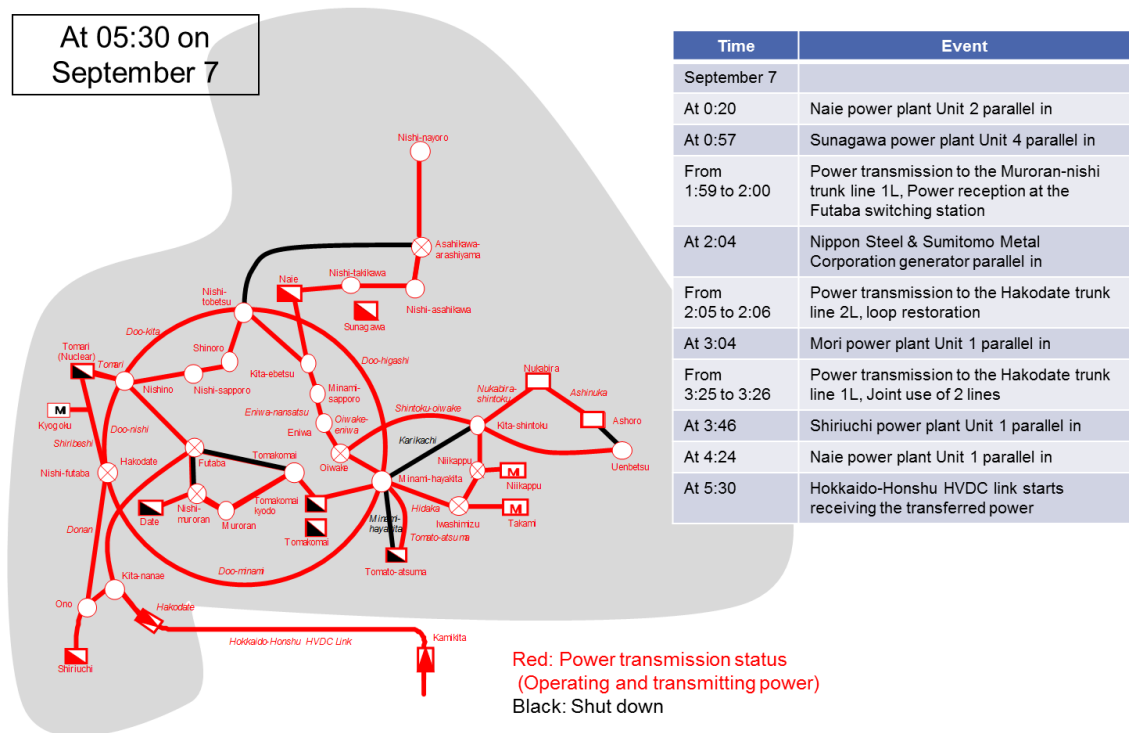 At 05:30 on
September 7
Time
Event
September 7
At 0:20
Naie power plant Unit 2 parallel in
At 0:57
Sunagawa power plant Unit 4 parallel in
From
1:59 to 2:00
Power transmission to the Muroran-nishi
trunk line 1L, Power reception at the
Futaba switching station
At 2:04
Nippon Steel & Sumitomo Metal
Corporation generator parallel in
From
2:05 to 2:06
Power transmission to the Hakodate trunk
line 2L, loop restoration
At 3:04
Mori power plant Unit 1 parallel in
From
3:25 to 3:26
Power transmission to the Hakodate trunk
line 1L, Joint use of 2 lines
At 3:46
Shiriuchi power plant Unit 1 parallel in
At 4:24
Naie power plant Unit 1 parallel in
At 5:30
Hokkaido-Honshu HVDC link starts
receiving the transferred power
Nishi-nayoro
Asahikawa-
arashiyama
Nishi-takikawa
Naie
Nishi-
tobetsu
Sunagawa
Nishi-asahikawa
Doo-kita
Tomari
(Nuclear)
Tomari
Shinoro
Doo-higashi
Kita-ebetsu
Nishino
Nishi-sapporo
Minami-
sapporo
Nukabira
Nukabira-
shintoku
Ashinuka
Kyogoku
M
Doo-nishi
Eniwa-nansatsu
Oiwake-
eniwa
Shintoku-oiwake
Ashoro
Eniwa
Kita-shintoku
Shiribeshi
Karikachi
Hakodate
Futaba
Tomakomai
Oiwake
Uenbetsu
Nishi-futaba
Niikappu
M
Niikappu
Minami-hayakita
Date
Nishi-
muroran
Muroran
Tomakomai
kyodo
Hidaka
Iwashimizu
M
Takami
Donan
Tomakomai
Minami-
hayakita
Tomato-atsuma
Doo-minami
Tomato-atsuma
Kita-nanae
Ono
Hakodate
Hokkaido-Honshu HVDC Link
Kamikita
Shiriuchi
Red: Power transmission status
(Operating and transmitting power)
Black: Shut down